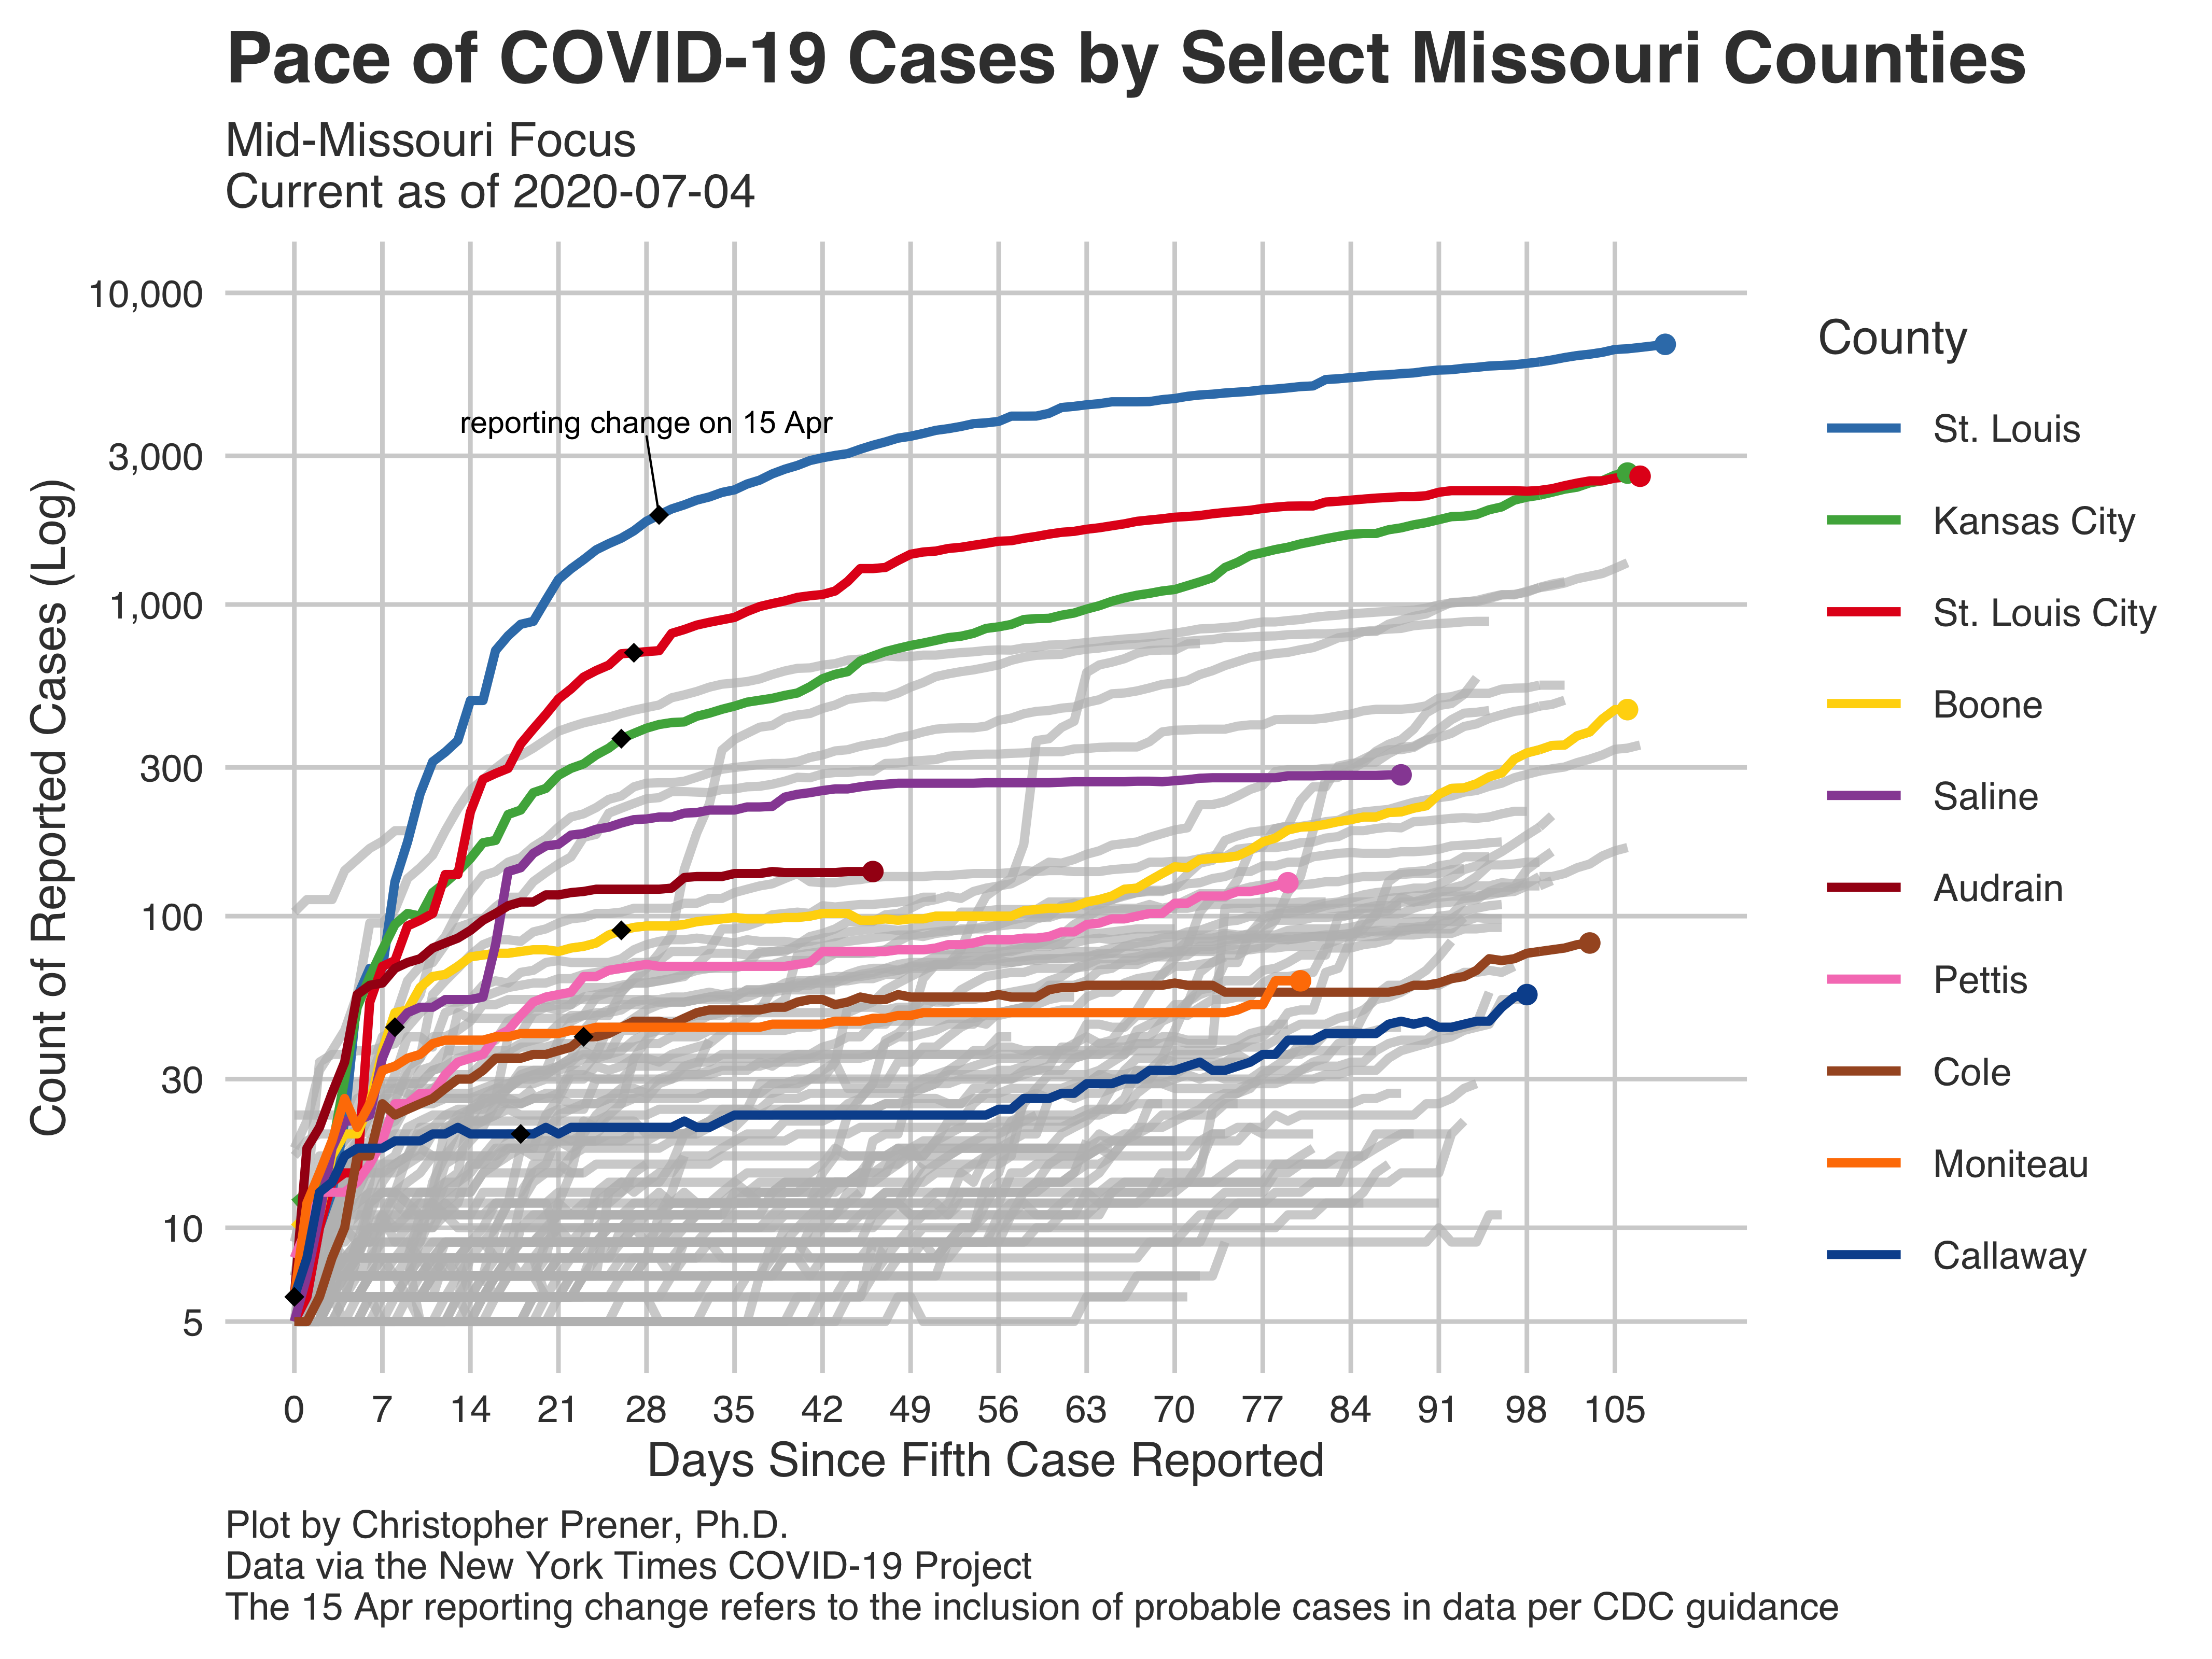 Pace of COVID-19 Cases by Select Missouri Counties
Mid-Missouri Focus
Current as of 2020-07-04
10,000
3,000
1,000
300
100
30
10
5
Count of Reported Cases (Log)
reporting change on 15 Apr
0 7 14 21 28 35 42 49 56 63 70 77 84 91 98 105
Days Since Fifth Case Reported
County
St. Louis
Kansas City
St. Louis City
Boone
Saline
Audrain
Pettis
Cole
Moniteau
Callaway
Plot by Christopher Prener, Ph.D.
Data via the New York Times COVID-19 Project
The 15 Apr reporting change refers to the inclusion of probable cases in data per CDC guidance